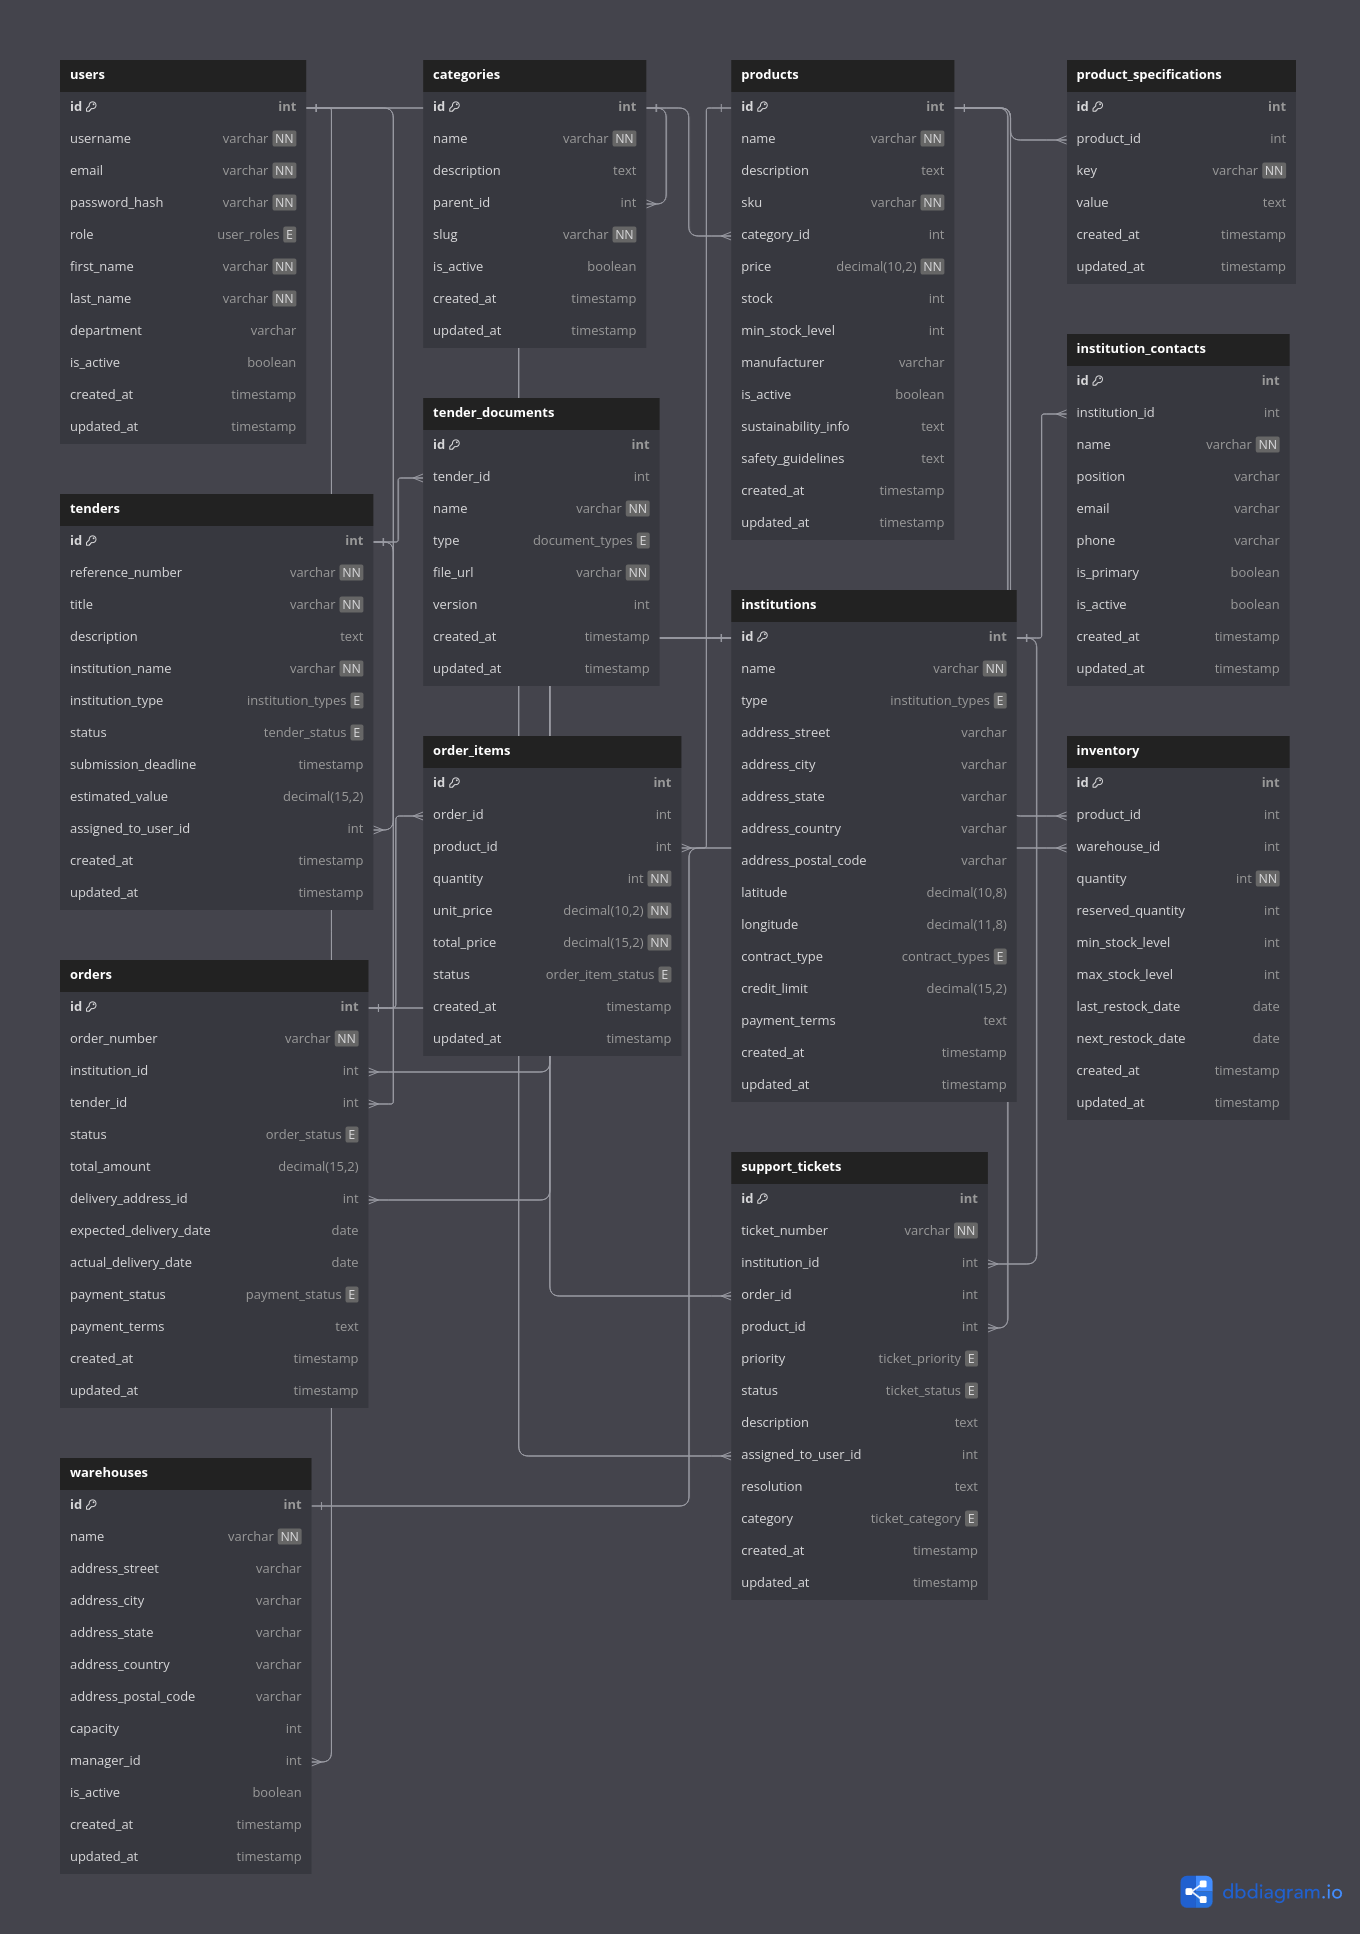 users
id int
username varchar NN
email varchar NN
password_hash varchar NN
role user_roles E
first_name varchar NN
last_name varchar NN
department varchar
is_active boolean
created_at timestamp
updated_at timestamp
tenders
id int
reference_number varchar NN
title varchar NN
description text
institution_name varchar NN
institution_type institution_types E
status tender_status E
submission_deadline timestamp
estimated_value decimal(15,2)
assigned_to_user_id int
created_at timestamp
updated_at timestamp
orders
id int
order_number varchar NN
institution_id int
tender_id int
status order_status E
total_amount decimal(15,2)
delivery_address_id int
expected_delivery_date date
actual_delivery_date date
payment_status payment_status E
payment_terms text
created_at timestamp
updated_at timestamp
warehouses
id int
name varchar NN
address_street varchar
address_city varchar
address_state varchar
address_country varchar
address_postal_code varchar
capacity int
manager_id int
is_active boolean
created_at timestamp
updated_at timestamp
categories
id int
name varchar NN
description text
parent_id int
slug varchar NN
is_active boolean
created_at timestamp
updated_at timestamp
tender_documents
id int
tender_id int
name varchar NN
type document_types E
file_url varchar NN
version int
created_at timestamp
updated_at timestamp
order_items
id int
order_id int
product_id int
quantity int NN
unit_price decimal(10,2) NN
total_price decimal(15,2) NN
status order_item_status E
created_at timestamp
updated_at timestamp
products
id int
name varchar NN
description text
sku varchar NN
category_id int
price decimal(10,2) NN
stock int
min_stock_level int
manufacturer varchar
is_active boolean
sustainability_info text
safety_guidelines text
created_at timestamp
updated_at timestamp
institutions
id int
name varchar NN
type institution_types E
address_street varchar
address_city varchar
address_state varchar
address_country varchar
address_postal_code varchar
latitude decimal(10,8)
longitude decimal(11,8)
contract_type contract_types E
credit_limit decimal(15,2)
payment_terms text
created_at timestamp
updated_at timestamp
support_tickets
id int
ticket_number varchar NN
institution_id int
order_id int
product_id int
priority ticket_priority E
status ticket_status E
description text
assigned_to_user_id int
resolution text
category ticket_category E
created_at timestamp
updated_at timestamp
product_specifications
id int
product_id int
key varchar NN
value text
created_at timestamp
updated_at timestamp
institution_contacts
id int
institution_id int
name varchar NN
position varchar
email varchar
phone varchar
is_primary boolean
is_active boolean
created_at timestamp
updated_at timestamp
inventory
id int
product_id int
warehouse_id int
quantity int NN
reserved_quantity int
min_stock_level int
max_stock_level int
last_restock_date date
next_restock_date date
created_at timestamp
updated_at timestamp
dbdiagram.io